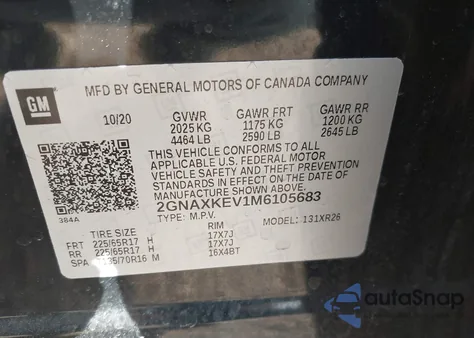 MFD BY GENERAL MOTORS OF CANADA COMPANY
GM
10/20 GVWR GAWR FRT GAWR RR
2025 KG 1175 KG 1200 KG
4464 LB 2590 LB 2645 LB
THIS VEHICLE CONFORMS TO ALL
APPLICABLE U.S. FEDERAL MOTOR
VEHICLE SAFETY AND THEFT PREVENTION
STANDARDS IN EFFECT ON THE DATE OF
MANUFACTURE SHOWN ABOVE.
384A
2GNAXKEV1M6105683
TYPE: M.P.V. MODEL: 131XR26
TIRE SIZE RIM
FRT 225/65R17 H 17X7J
RR 225/65R17 H 17X7J
SPA 135/70R16 M 16X4BT
autoSnap